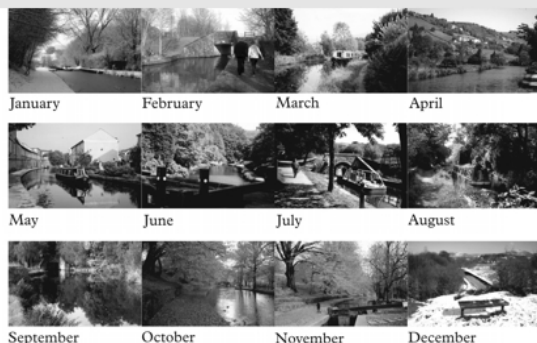 January February March April
May June July August
September October November December